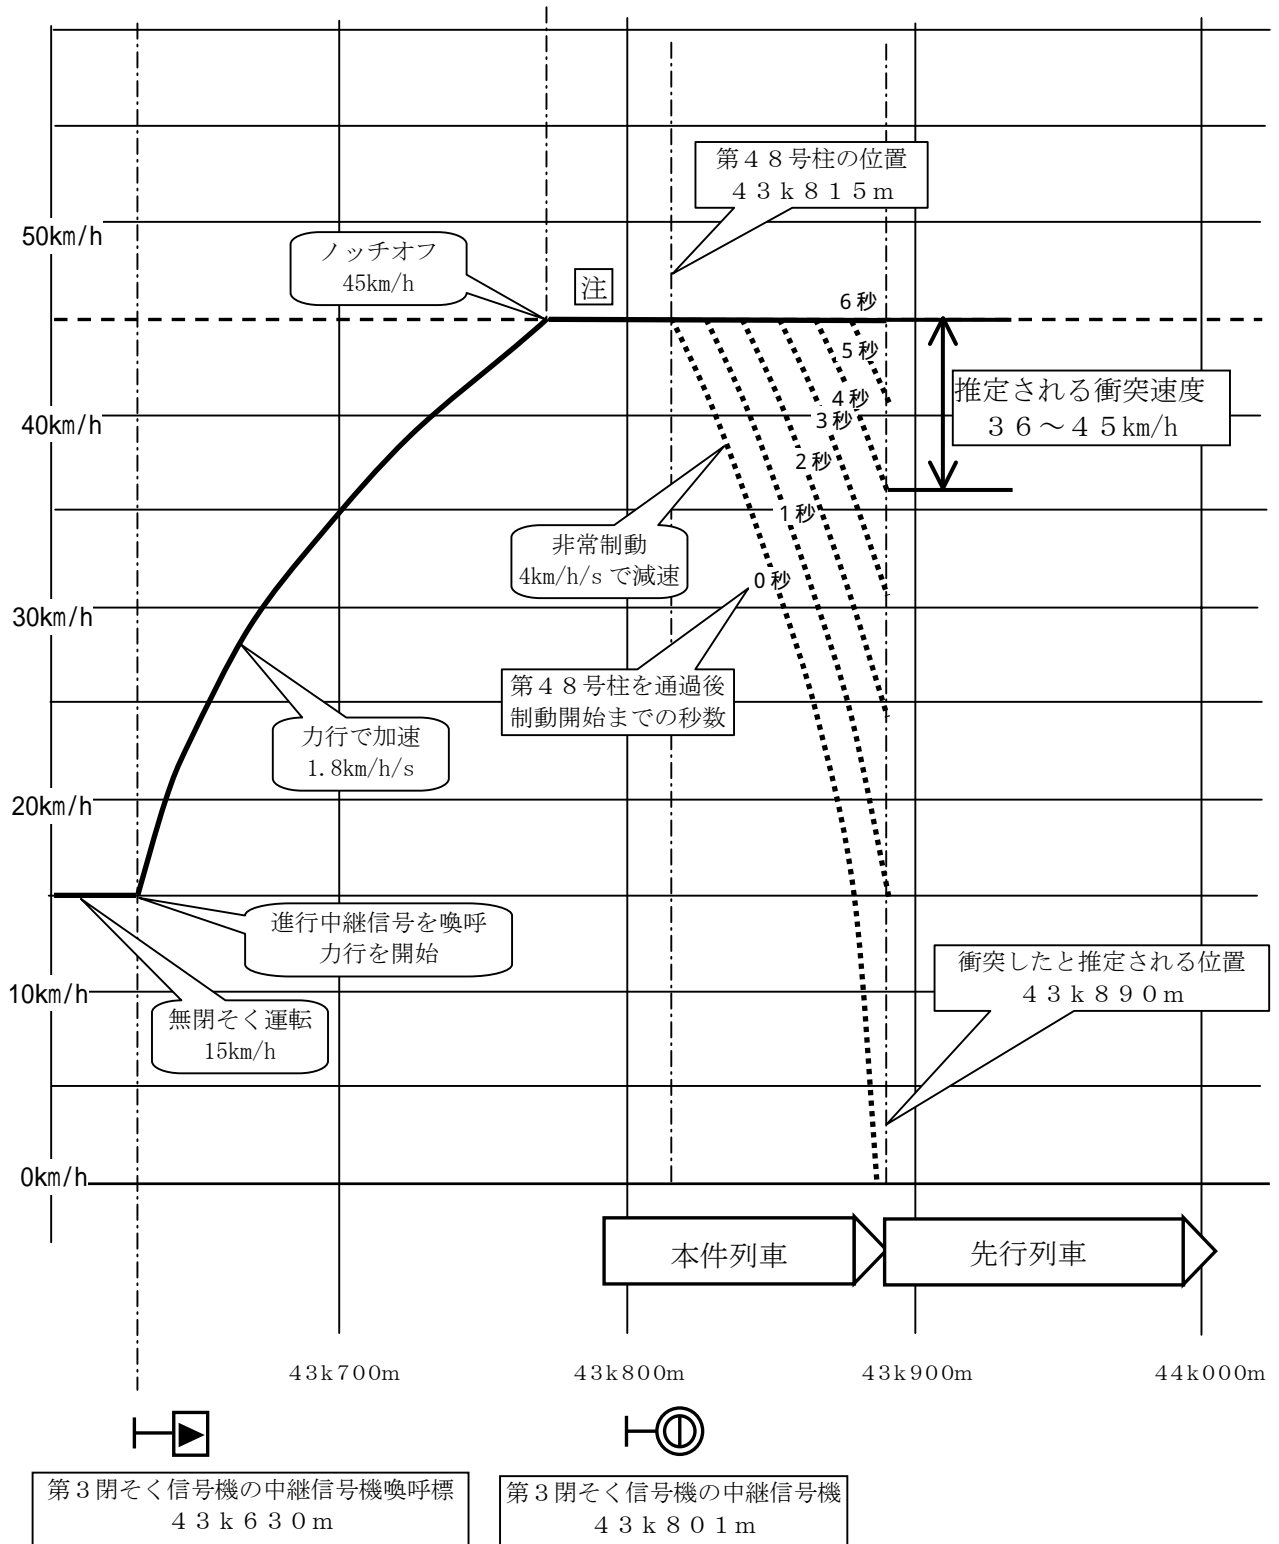 第４８号柱の位置
４３ｋ８１５ｍ
50km/h
ノッチオフ
45km/h
注
６秒
５秒
推定される衝突速度
３６～４５km/h
４秒
40km/h
３秒
２秒
１秒
非常制動
4km/h/s で減速
０秒
30km/h
第４８号柱を通過後
制動開始までの秒数
力行で加速
1.8km/h/s
20km/h
進行中継信号を喚呼
力行を開始
衝突したと推定される位置
４３ｋ８９０ｍ
10km/h
無閉そく運転
15km/h
0km/h
本件列車
先行列車
４３ｋ７００ｍ
４３ｋ８００ｍ
４３ｋ９００ｍ
４４ｋ０００ｍ
第３閉そく信号機の中継信号機喚呼標
４３ｋ６３０ｍ
第３閉そく信号機の中継信号機
４３ｋ８０１ｍ